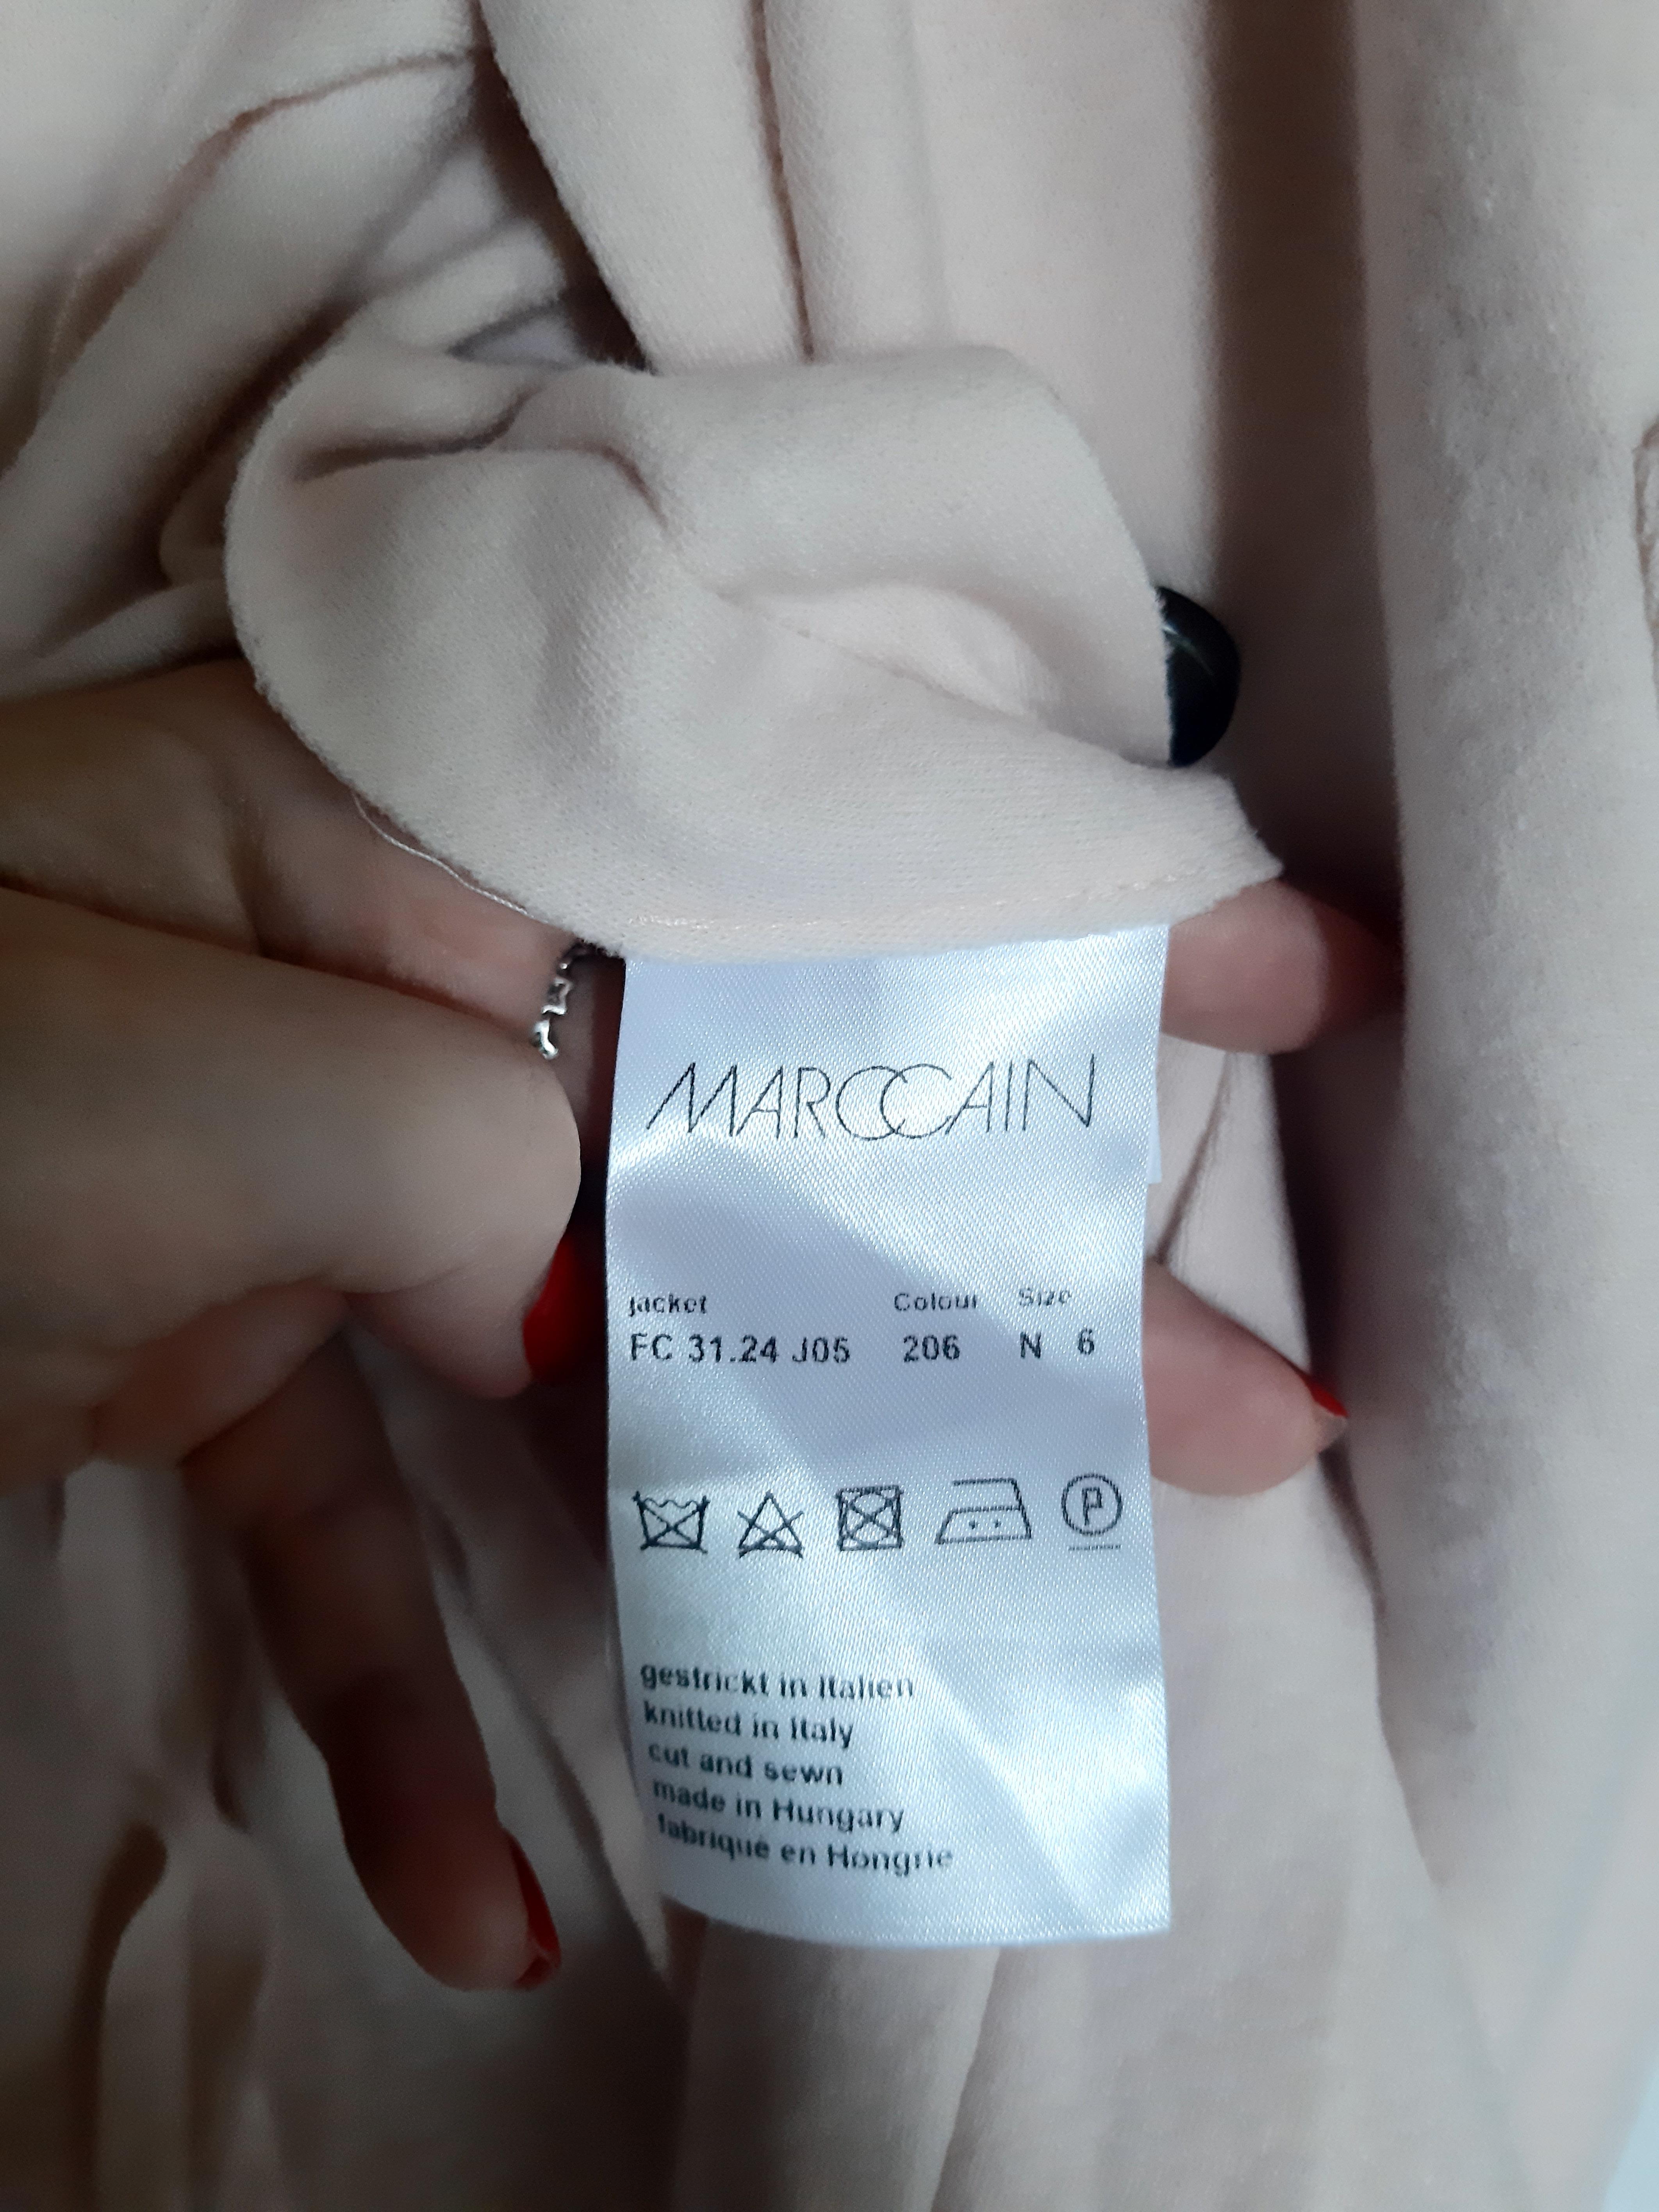 MARCCAIN
jacket Colour Size
FC 31.24 J05 206 N 6
P
gestrickt in Italien
knitted in Italy
cut and sewn
made in Hungary
fabriqué en Hongrie